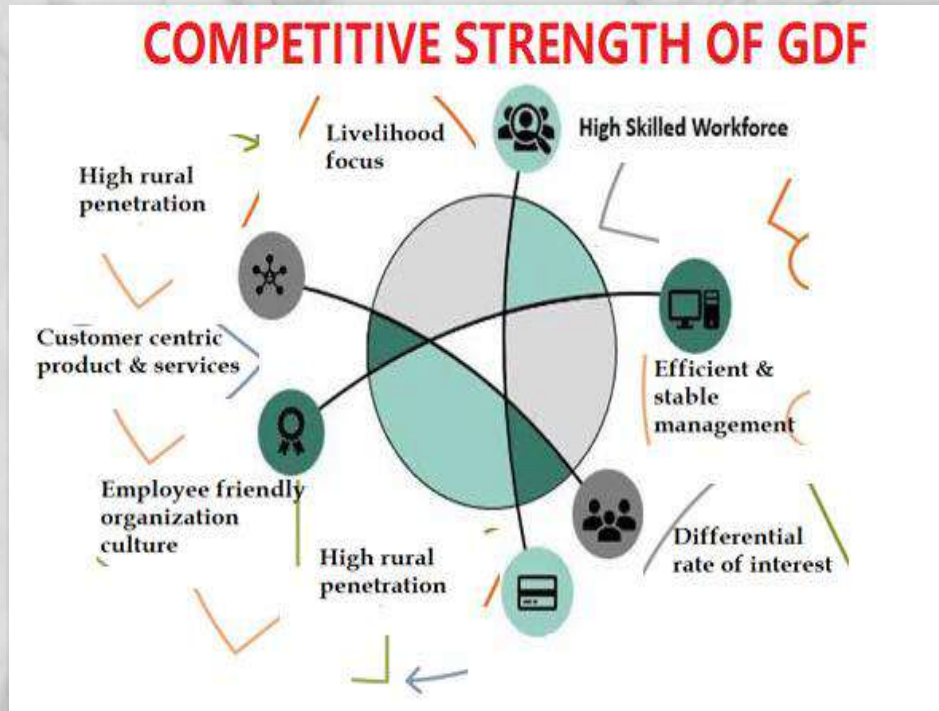 COMPETITIVE STRENGTH OF GDF
Livelihood
focus
High Skilled Workforce
High rural
penetration
Customer centric
product & services
Efficient &
stable
management
Employee friendly
organization
culture
High rural
penetration
Differential
rate of interest